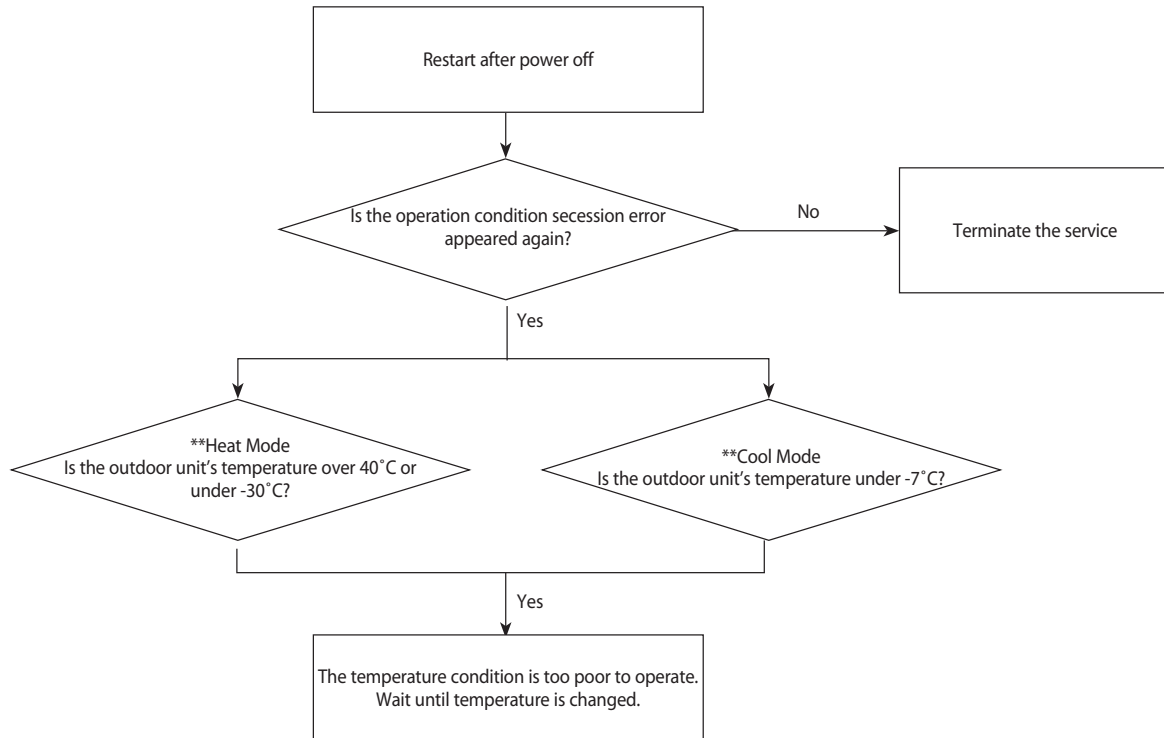 Restart after power off
Is the operation condition secession error
appeared again?
No
Terminate the service
Yes
**Heat Mode
Is the outdoor unit's temperature over 40˚C or
under -30˚C?
**Cool Mode
Is the outdoor unit's temperature under -7˚C?
Yes
The temperature condition is too poor to operate.
Wait until temperature is changed.